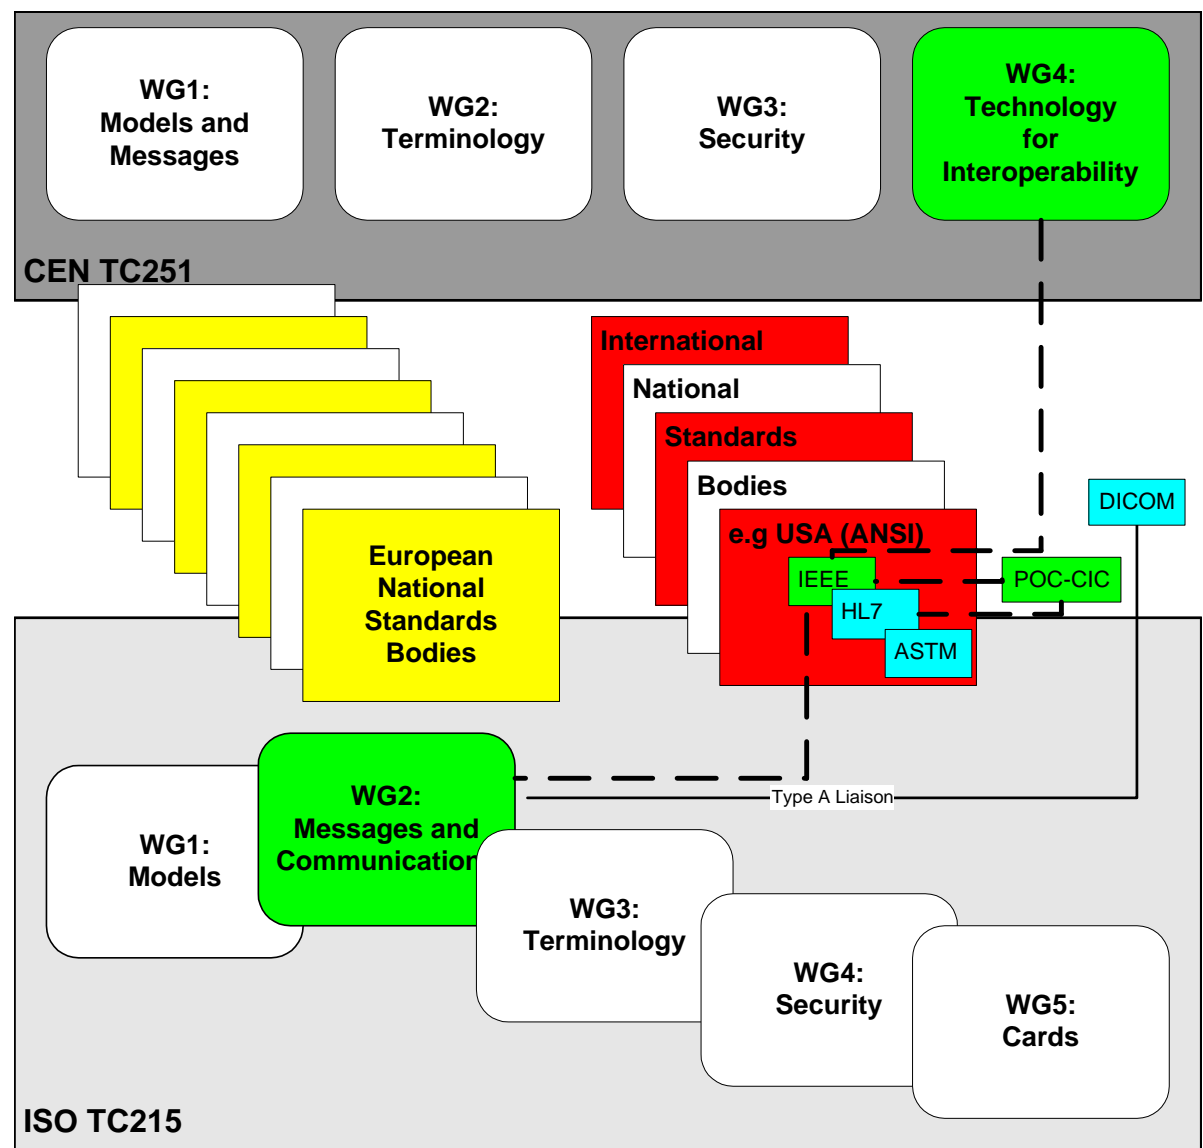 WG1:
Models and
Messages
WG2:
Terminology
WG3:
Security
WG4:
Technology
for
Interoperability
CEN TC251
International
National
Standards
Bodies
e.g USA (ANSI)
IEEE
HL7
ASTM
POC-CIC
DICOM
European
National
Standards
Bodies
Type A Liaison
WG1:
Models
WG2:
Messages and
Communication
WG3:
Terminology
WG4:
Security
WG5:
Cards
ISO TC215